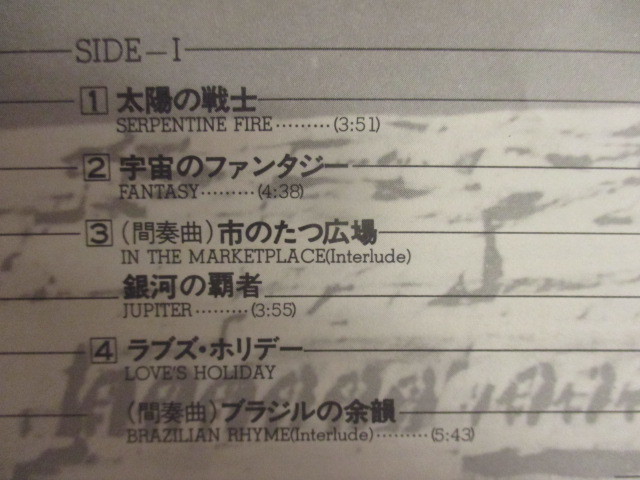 SIDE–I
1 太陽の戦士
SERPENTINE FIRE·········(3:51)
2 宇宙のファンタジー
FANTASY·········(4:38)
3 (間奏曲)市のたつ広場
IN THE MARKETPLACE(Interlude)
銀河の覇者
JUPITER·········(3:55)
4 ラブズ・ホリデー
LOVE'S HOLIDAY
(間奏曲)ブラジルの余韻
BRAZILIAN RHYME(Interlude)·········(5:43)